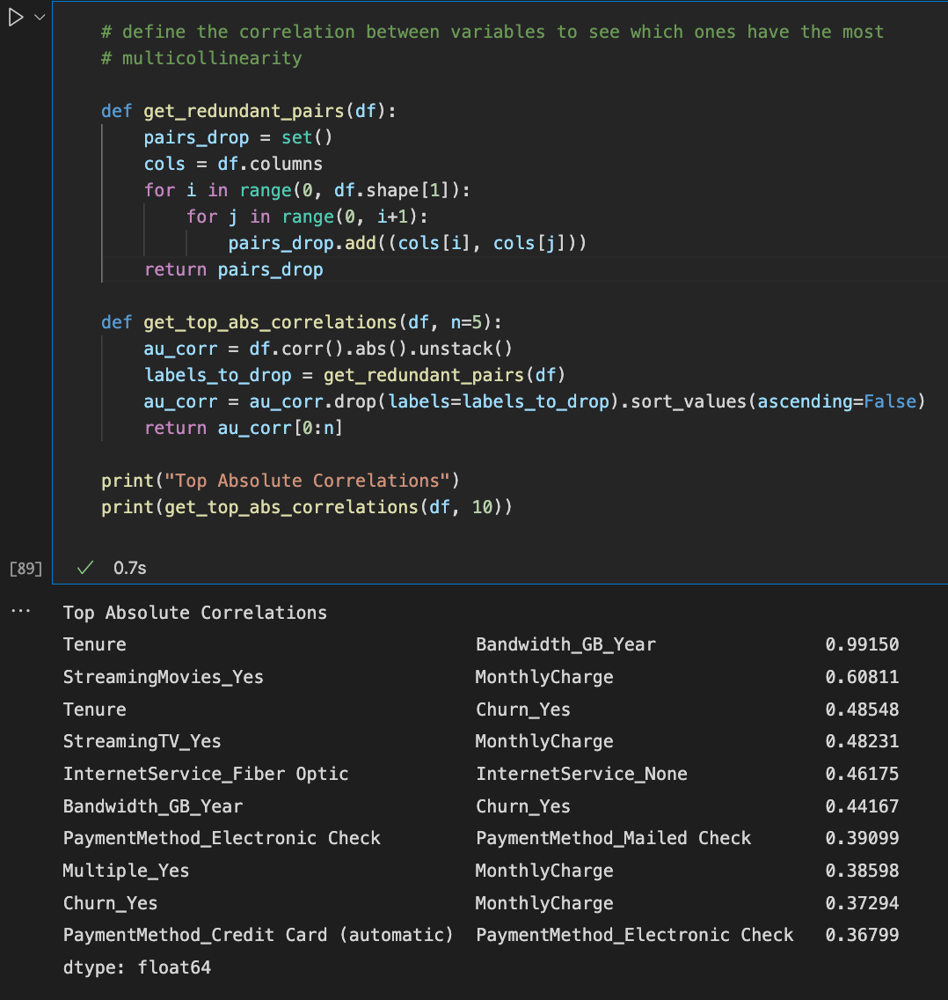 # define the correlation between variables to see which ones have the most
# multicollinearity
def get_redundant_pairs(df):
    pairs_drop = set()
    cols = df.columns
    for i in range(0, df.shape[1]):
        for j in range(0, i+1):
            pairs_drop.add((cols[i], cols[j]))
    return pairs_drop
def get_top_abs_correlations(df, n=5):
    au_corr = df.corr().abs().unstack()
    labels_to_drop = get_redundant_pairs(df)
    au_corr = au_corr.drop(labels=labels_to_drop).sort_values(ascending=False)
    return au_corr[0:n]
print("Top Absolute Correlations")
print(get_top_abs_correlations(df, 10))
[89] ✓ 0.7s
... Top Absolute Correlations
Tenure Bandwidth_GB_Year 0.99150
StreamingMovies_Yes MonthlyCharge 0.60811
Tenure Churn_Yes 0.48548
StreamingTV_Yes MonthlyCharge 0.48231
InternetService_Fiber Optic InternetService_None 0.46175
Bandwidth_GB_Year Churn_Yes 0.44167
PaymentMethod_Electronic Check PaymentMethod_Mailed Check 0.39099
Multiple_Yes MonthlyCharge 0.38598
Churn_Yes MonthlyCharge 0.37294
PaymentMethod_Credit Card (automatic) PaymentMethod_Electronic Check 0.36799
dtype: float64